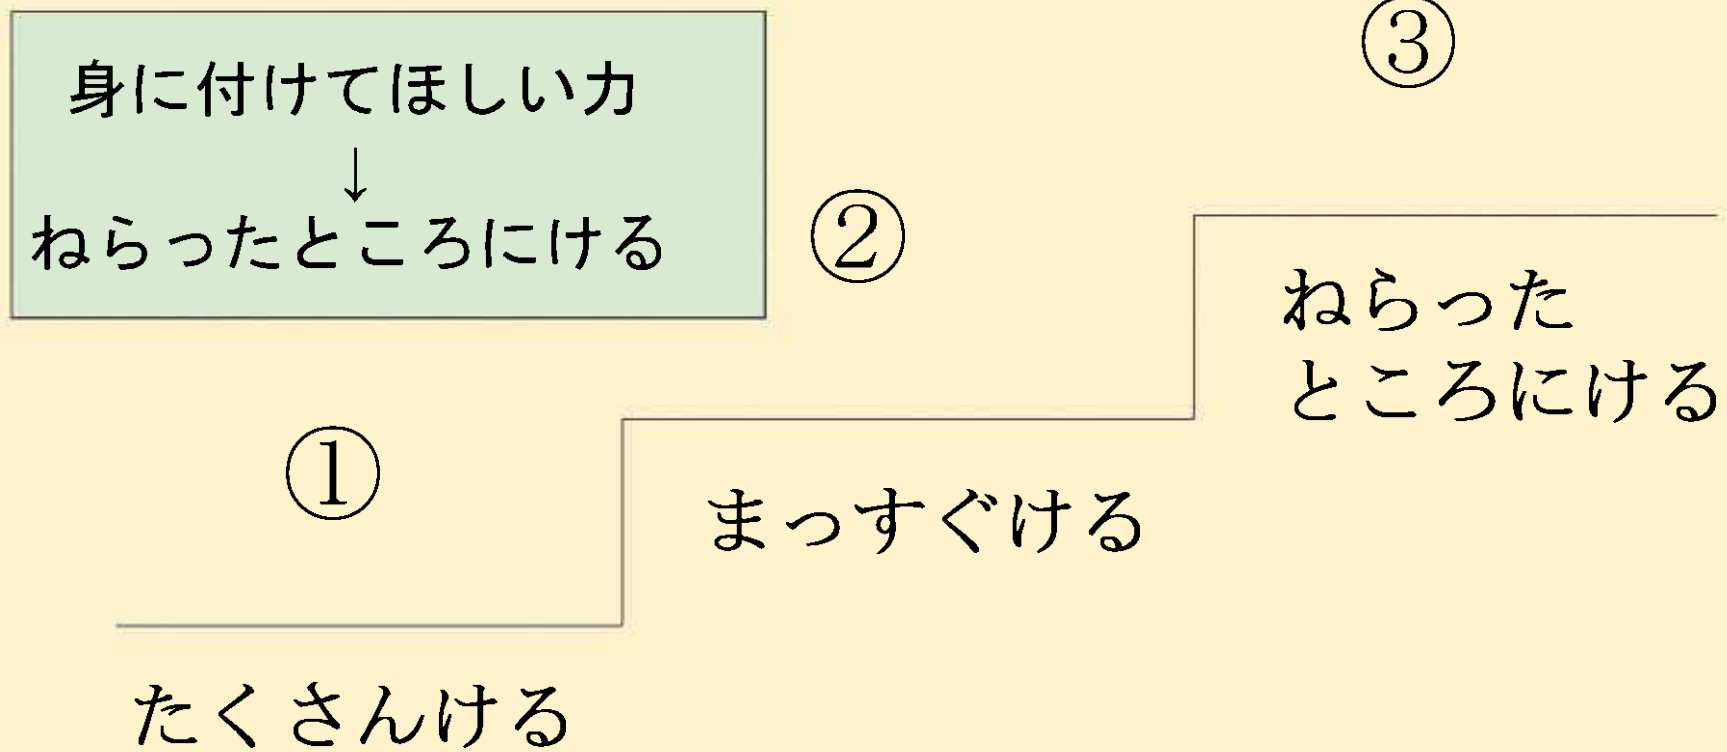 身に付けてほしい力
↓
ねらったところにける
①
たくさんける
②
まっすぐける
③
ねらった
ところにける